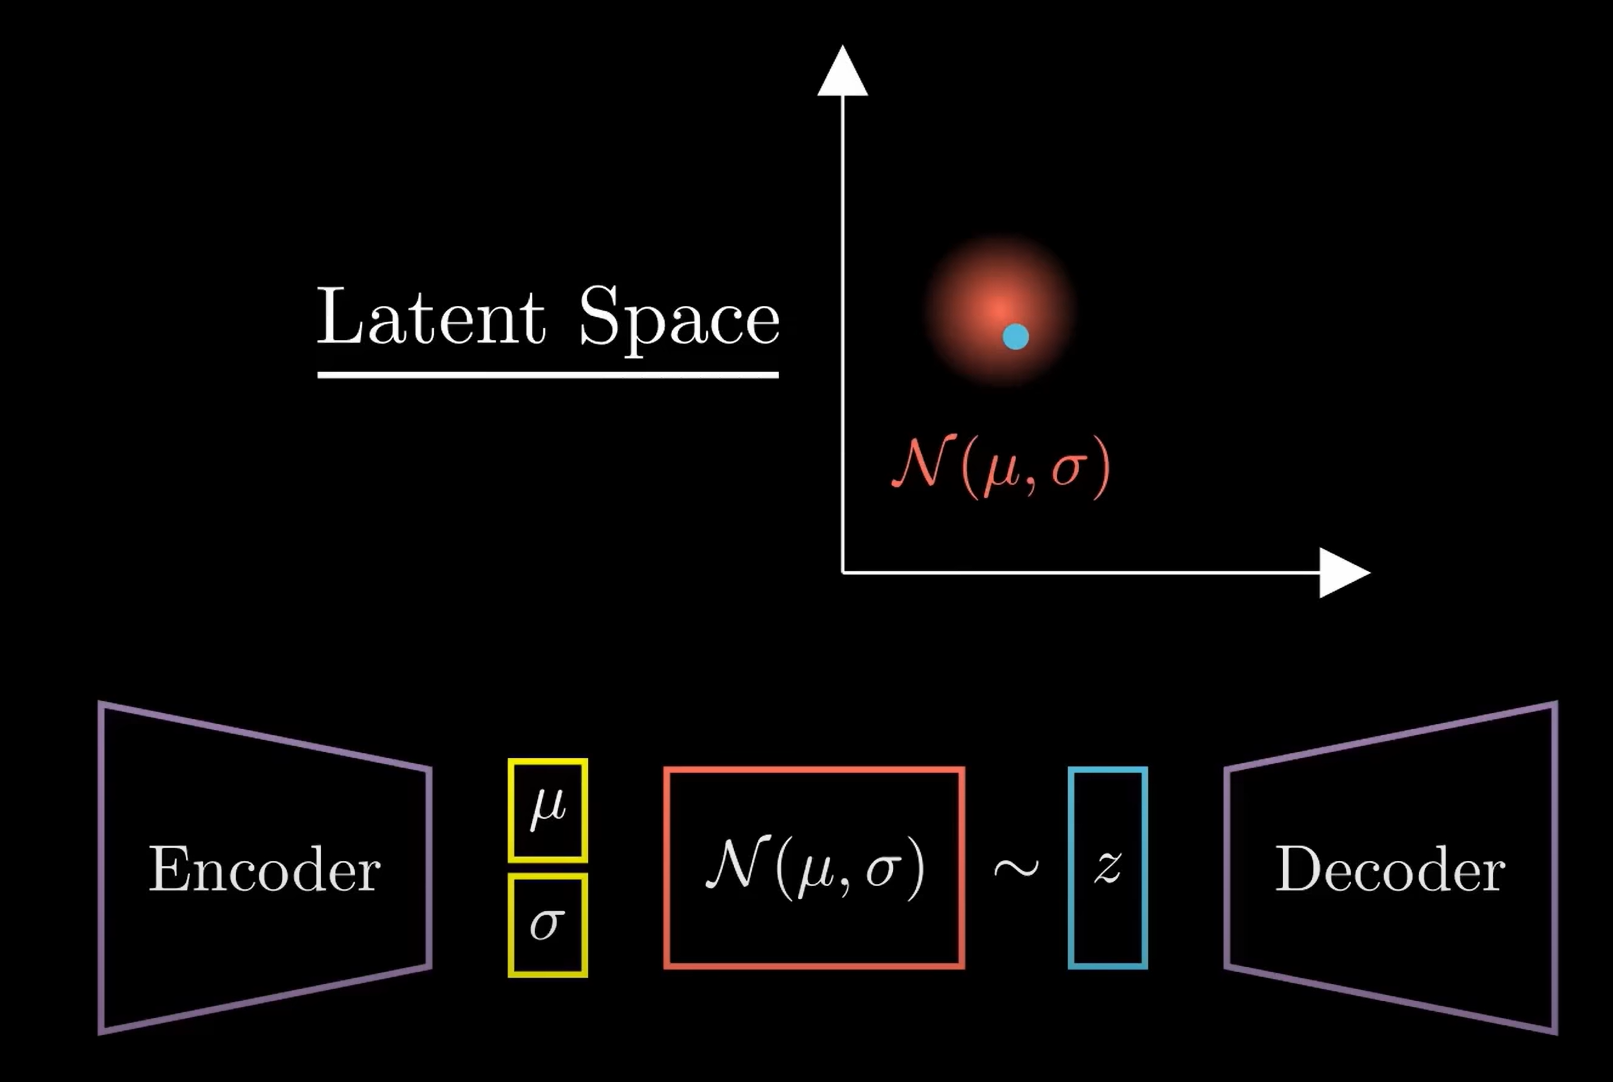 Latent Space
𝒩(μ, σ)
Encoder
μ
σ
𝒩(μ, σ) ∼ z
Decoder